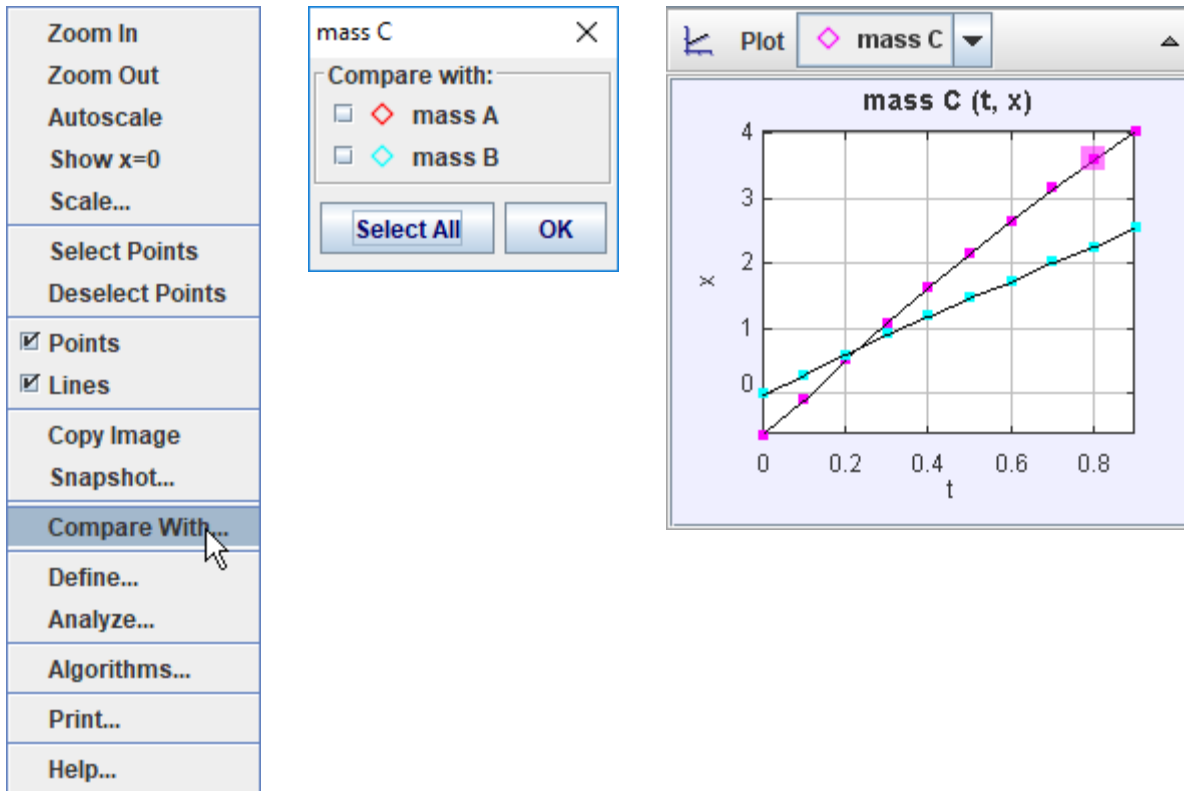 Zoom In
Zoom Out
Autoscale
Show x=0
Scale...
Select Points
Deselect Points
Points
Lines
Copy Image
Snapshot...
Compare With...
Define...
Analyze...
Algorithms...
Print...
Help...
mass C
Compare with:
mass A
mass B
Select All OK
Plot mass C
mass C (t, x)
4
3
2
1
0
x
0 0.2 0.4 0.6 0.8
t